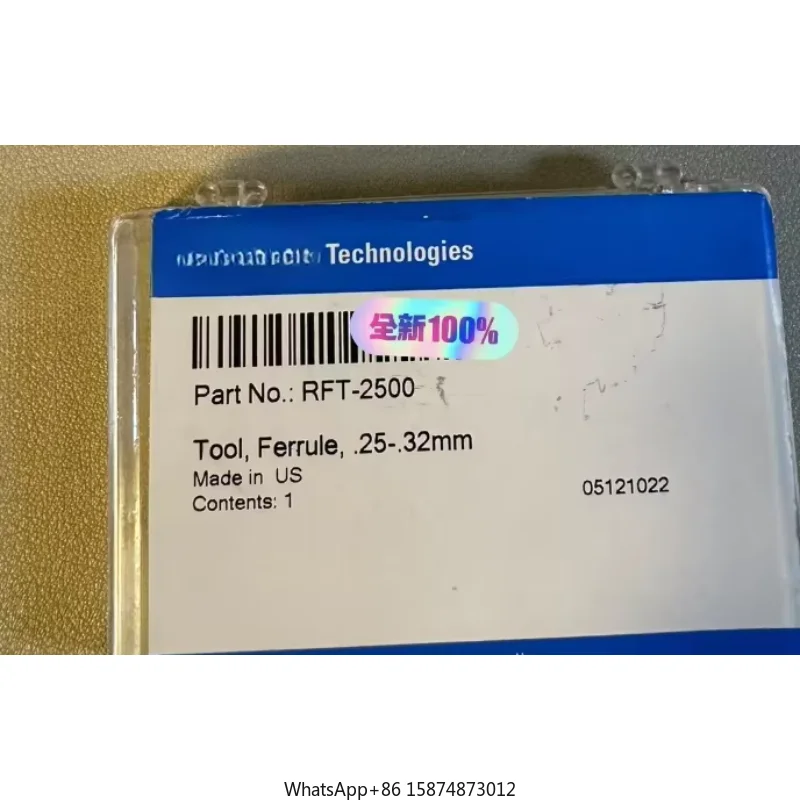 Technologies
全新100%
Part No.: RFT-2500
Tool, Ferrule, .25-.32mm
Made in US
Contents: 1
05121022
WhatsApp+86 15874873012